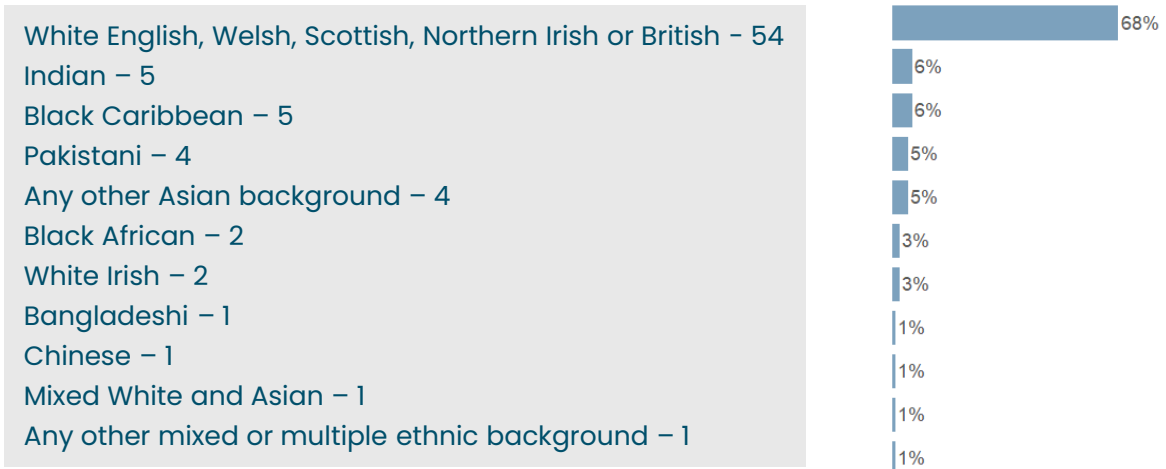 White English, Welsh, Scottish, Northern Irish or British - 54
Indian – 5
Black Caribbean – 5
Pakistani – 4
Any other Asian background – 4
Black African – 2
White Irish – 2
Bangladeshi – 1
Chinese – 1
Mixed White and Asian – 1
Any other mixed or multiple ethnic background – 1
68%
6%
6%
5%
5%
3%
3%
1%
1%
1%
1%